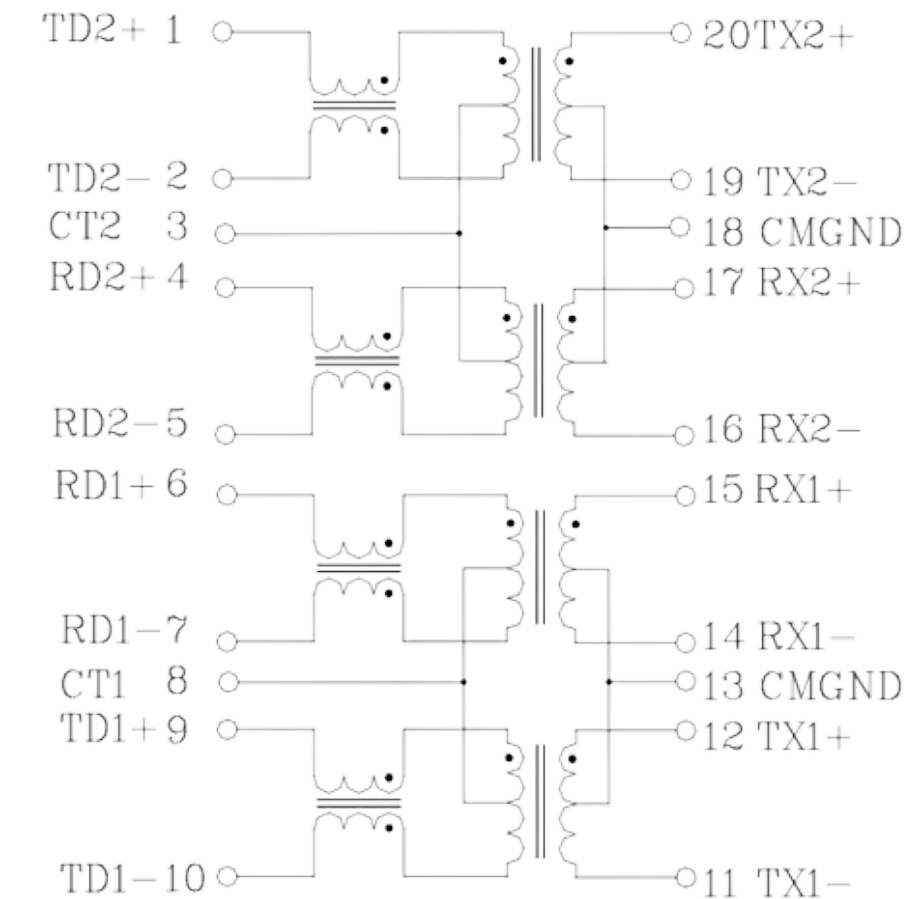 TD2+ 1 20TX2+
TD2- 2 19 TX2-
CT2 3 18 CMGND
RD2+4 17 RX2+
RD2-5 16 RX2-
RD1+6 15 RX1+
RD1-7 14 RX1-
CT1 8 13 CMGND
TD1+9 12 TX1+
TD1-10 11 TX1-